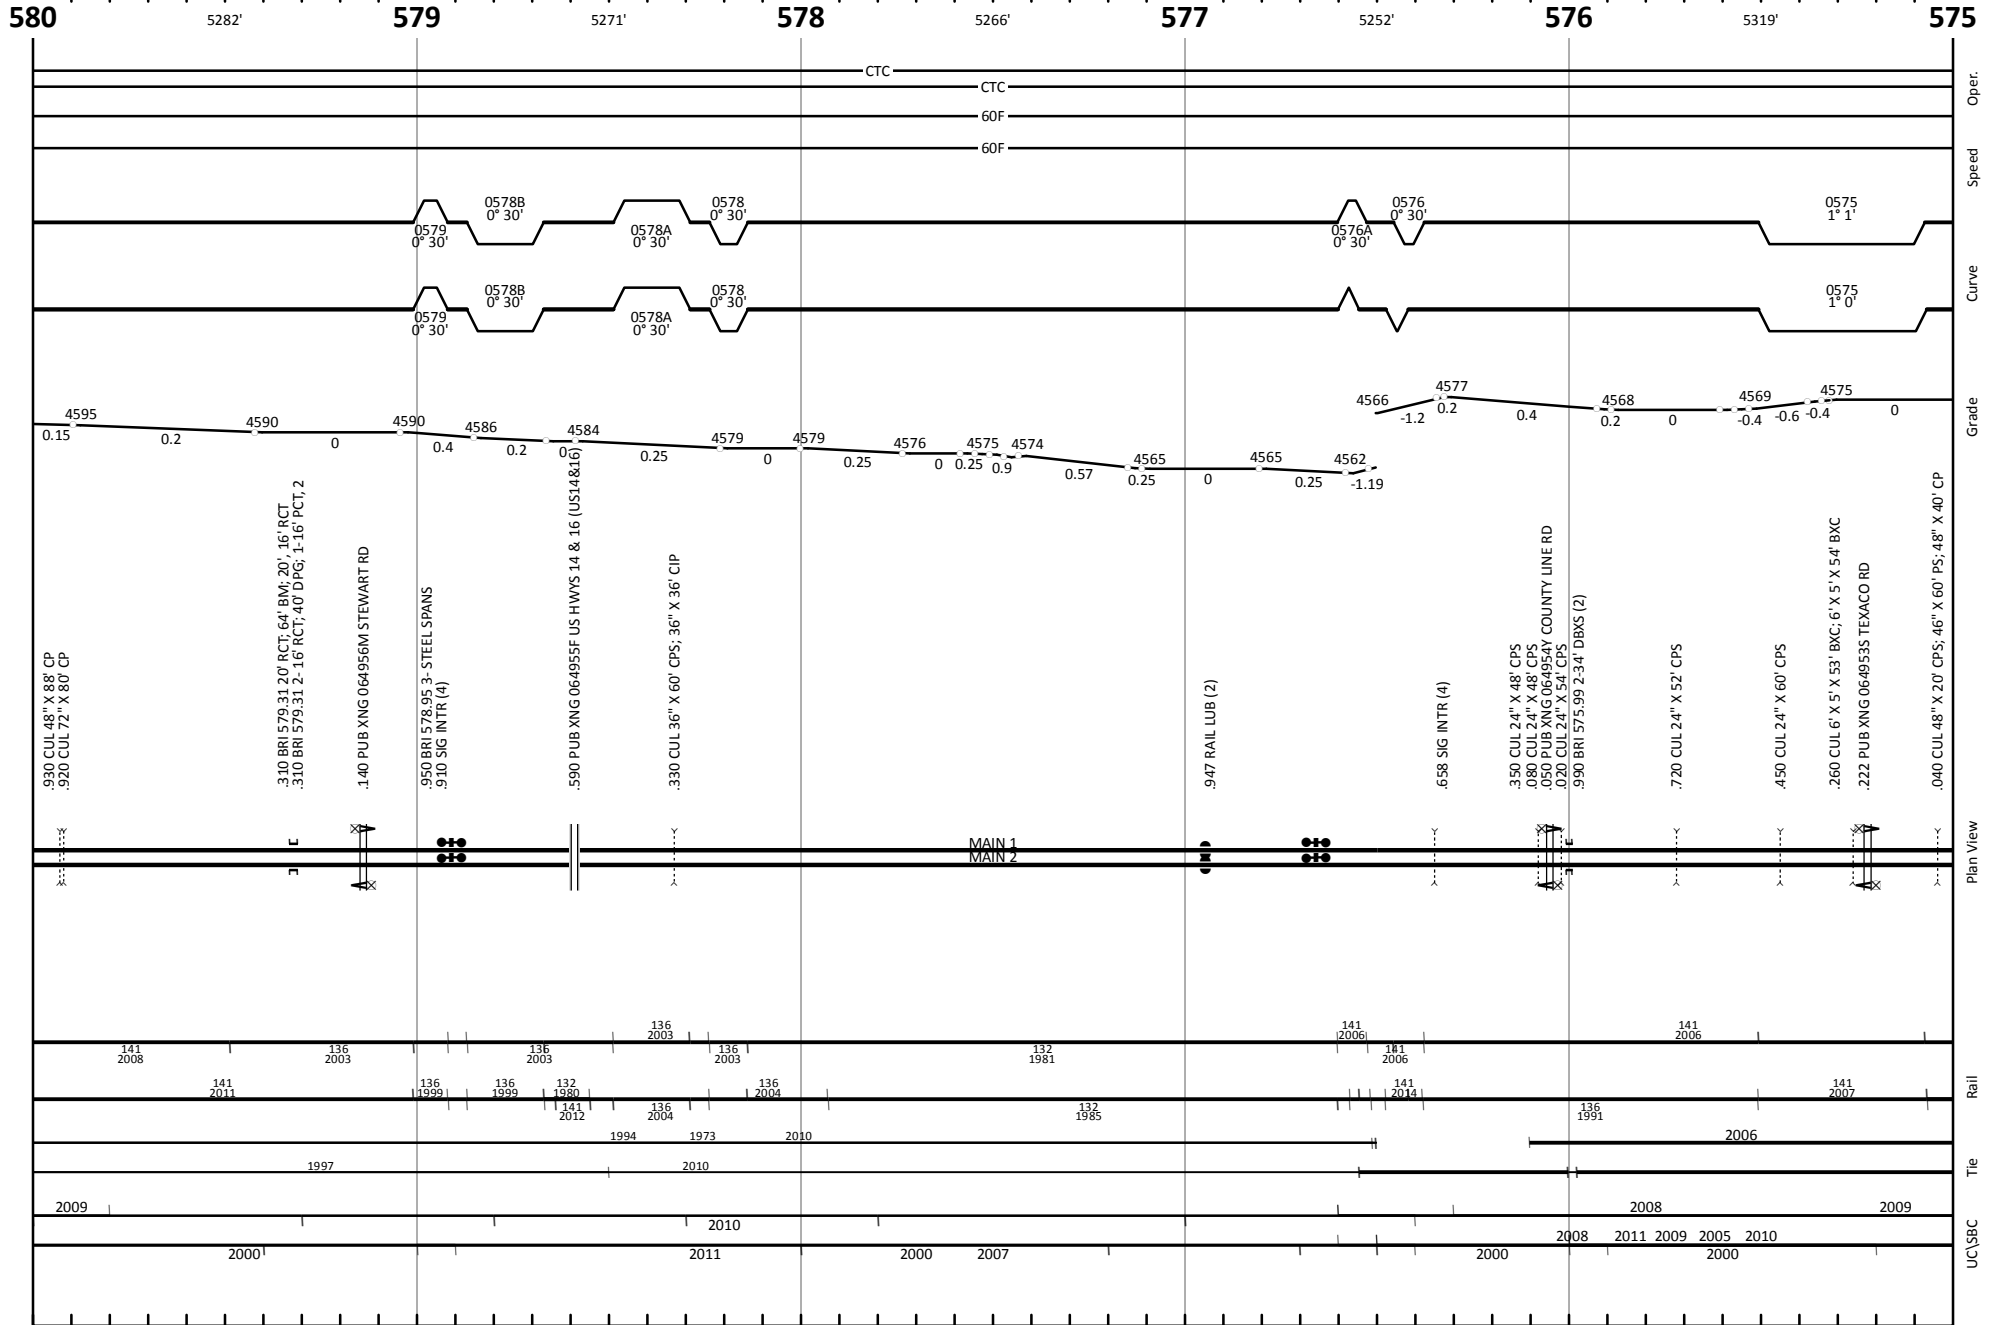 580 5282' 579 5271' 578 5266' 577 5252' 576 5319' 575
CTC
CTC
Oper.
60F
60F
Speed
0579
0° 30'
0578B
0° 30'
0578A
0° 30'
0578
0° 30'
0576A
0° 30'
0576
0° 30'
0575
1° 1'
Curve
0579
0° 30'
0578B
0° 30'
0578A
0° 30'
0578
0° 30'
0575
1° 0'
4595 4590 4590 4586 4584 4579 4579 4576 4575 4574 4565 4565 4562 4566 4577 4568 4569 4575
0.15 0.2 0 0.4 0.2 0 0.25 0 0.25 0 0.25 0.9 0.57 0.25 0 0.25 -1.19 -1.2 0.2 0.4 0.2 0 -0.4 -0.6 -0.4 0
Grade
.930 CUL 48" X 88' CP
.920 CUL 72" X 80' CP
.310 BRI 579.31 20' RCT; 64' BM; 20', 16' RCT
.310 BRI 579.31 2- 16' RCT; 40' DPG; 1-16' PCT, 2
.140 PUB XNG 064956M STEWART RD
.950 BRI 578.95 3- STEEL SPANS
.910 SIG INTR (4)
.590 PUB XNG 064955F US HWYS 14 & 16 (US14&16)
.330 CUL 36" X 60' CPS; 36" X 36' CIP
.947 RAIL LUB (2)
.658 SIG INTR (4)
.350 CUL 24" X 48' CPS
.080 CUL 24" X 48' CPS
.050 PUB XNG 064954Y COUNTY LINE RD
.020 CUL 24" X 54' CPS
.990 BRI 575.99 2-34' DBXS (2)
.720 CUL 24" X 52' CPS
.450 CUL 24" X 60' CPS
.260 CUL 6' X 5' X 53' BXC; 6' X 5' X 54' BXC
.222 PUB XNG 064953S TEXACO RD
.040 CUL 48" X 20' CPS; 46" X 60' PS; 48" X 40' CP
MAIN 1
MAIN 2
Plan View
141
2008
136
2003
136
2003
136
2003
136
2003
132
1981
141
2006
141
2006
141
2006
141
2011
136
1999
136
1999
132
1980
141
2012
136
2004
136
2004
132
1985
141
2014
136
1991
141
2007
Rail
1994 1973 2010 2006
1997 2010
Tie
2009 2010 2008 2009
2008 2011 2009 2005 2010
2000 2011 2000 2007 2000 2000
UC\SBC